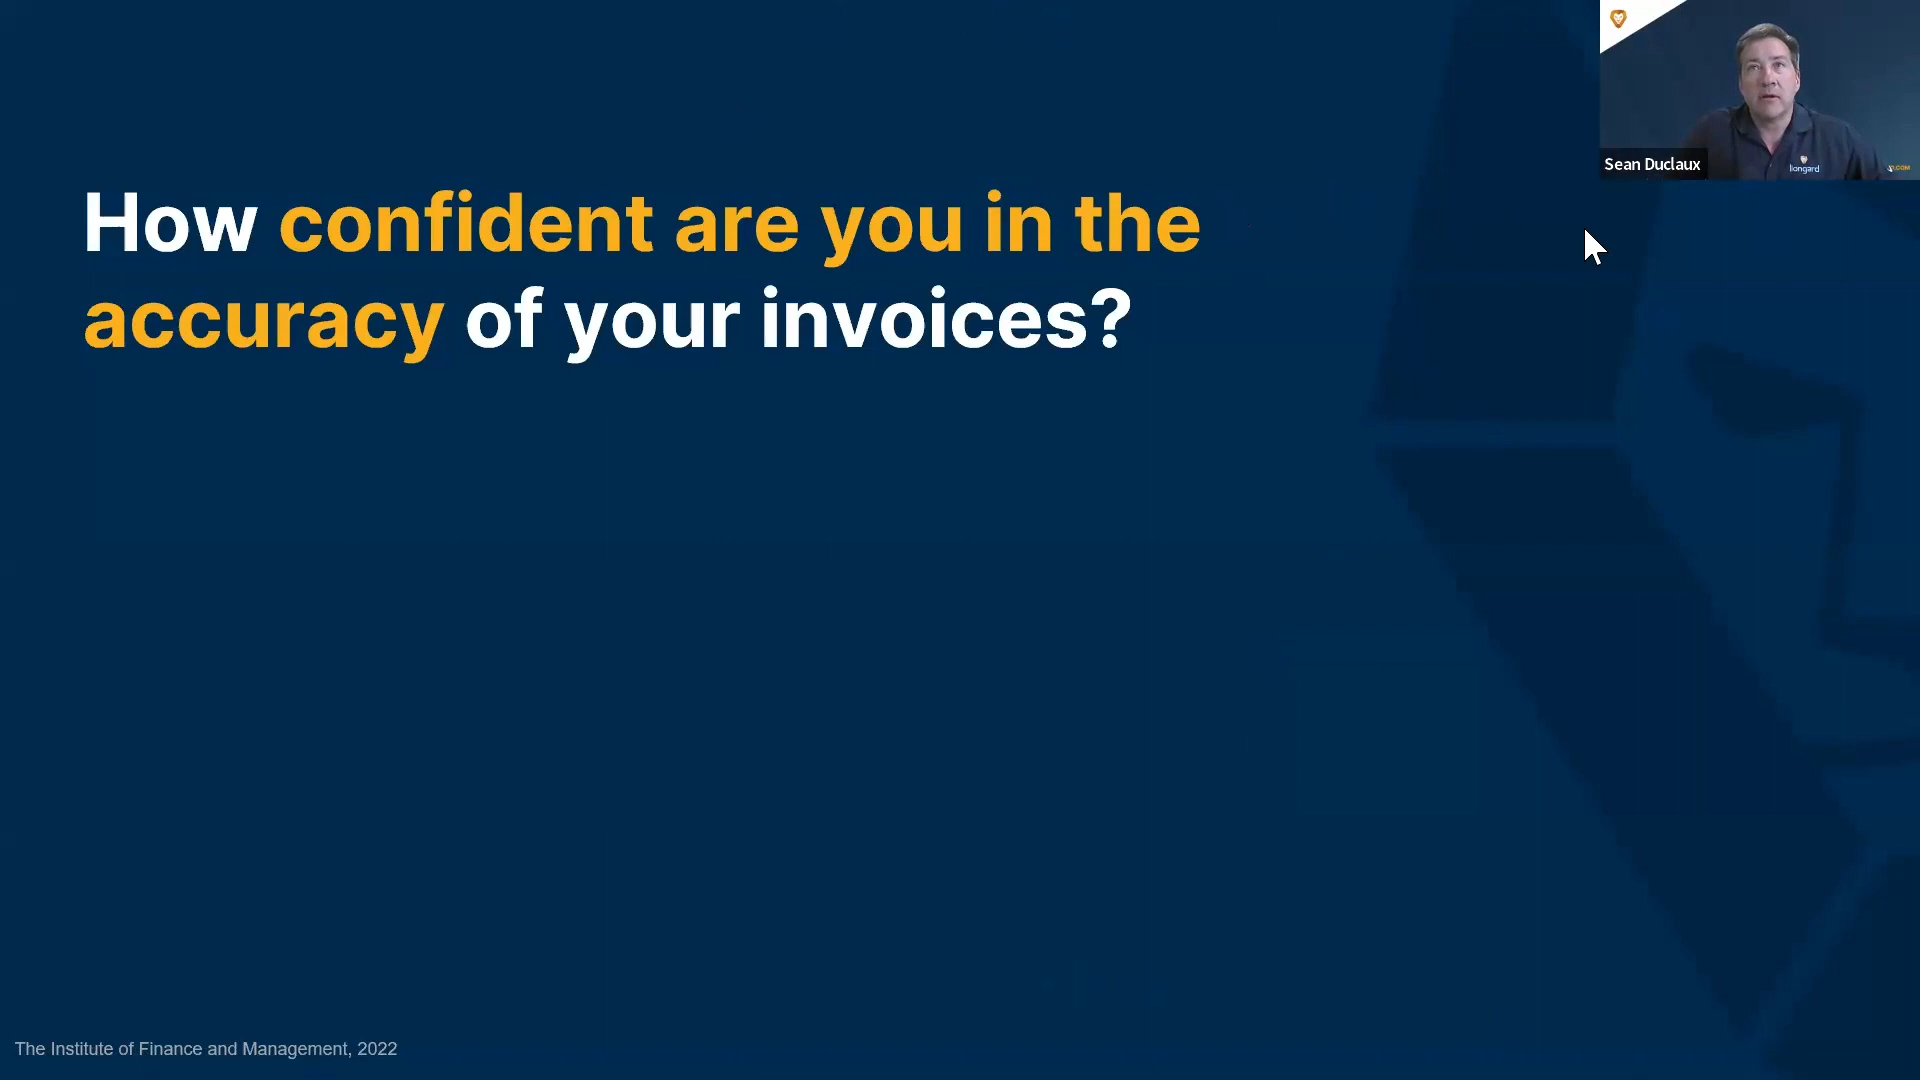 How confident are you in the
accuracy of your invoices?
Sean Duclaux
liongard
The Institute of Finance and Management, 2022